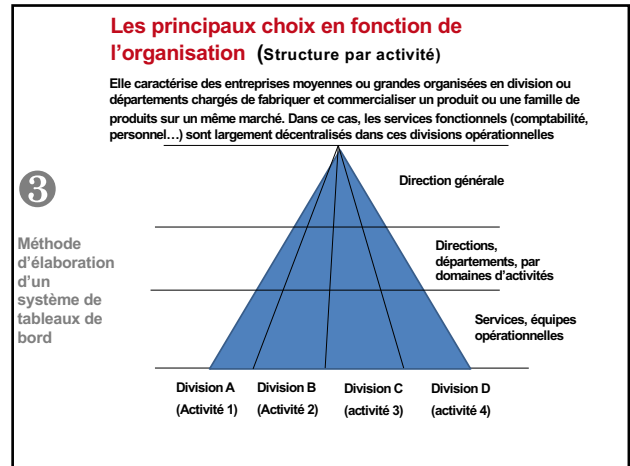 Les principaux choix en fonction de
l’organisation (Structure par activité)
Elle caractérise des entreprises moyennes ou grandes organisées en division ou
départements chargés de fabriquer et commercialiser un produit ou une famille de
produits sur un même marché. Dans ce cas, les services fonctionnels (comptabilité,
personnel…) sont largement décentralisés dans ces divisions opérationnelles
❸
Méthode
d’élaboration
d’un
système de
tableaux de
bord
Direction générale
Directions,
départements, par
domaines d’activités
Services, équipes
opérationnelles
Division A Division B Division C Division D
(Activité 1) (Activité 2) (activité 3) (activité 4)